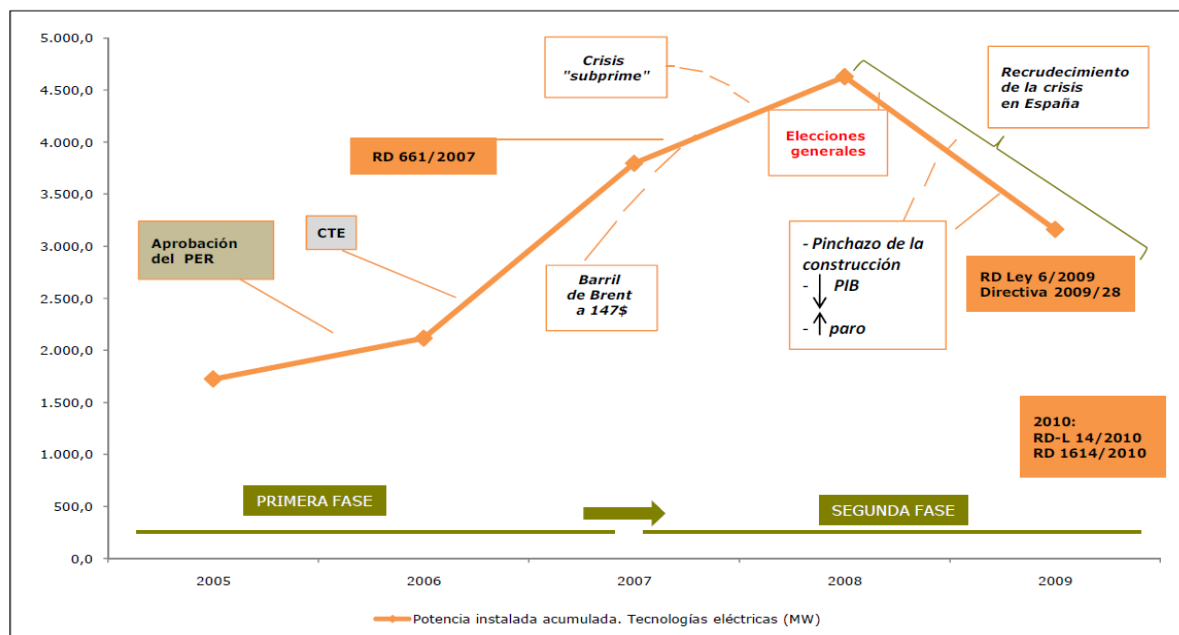 5.000,0
4.500,0
4.000,0
3.500,0
3.000,0
2.500,0
2.000,0
1.500,0
1.000,0
500,0
0,0
Aprobación
del PER
CTE
RD 661/2007
Crisis
"subprime"
Barril
de Brent
a 147$
Elecciones
generales
- Pinchazo de la
construcción
- ↓ PIB
- ↑ paro
Recrudecimiento
de la crisis
en España
RD Ley 6/2009
Directiva 2009/28
2010:
RD-L 14/2010
RD 1614/2010
PRIMERA FASE
SEGUNDA FASE
2005
2006
2007
2008
2009
Potencia instalada acumulada. Tecnologías eléctricas (MW)